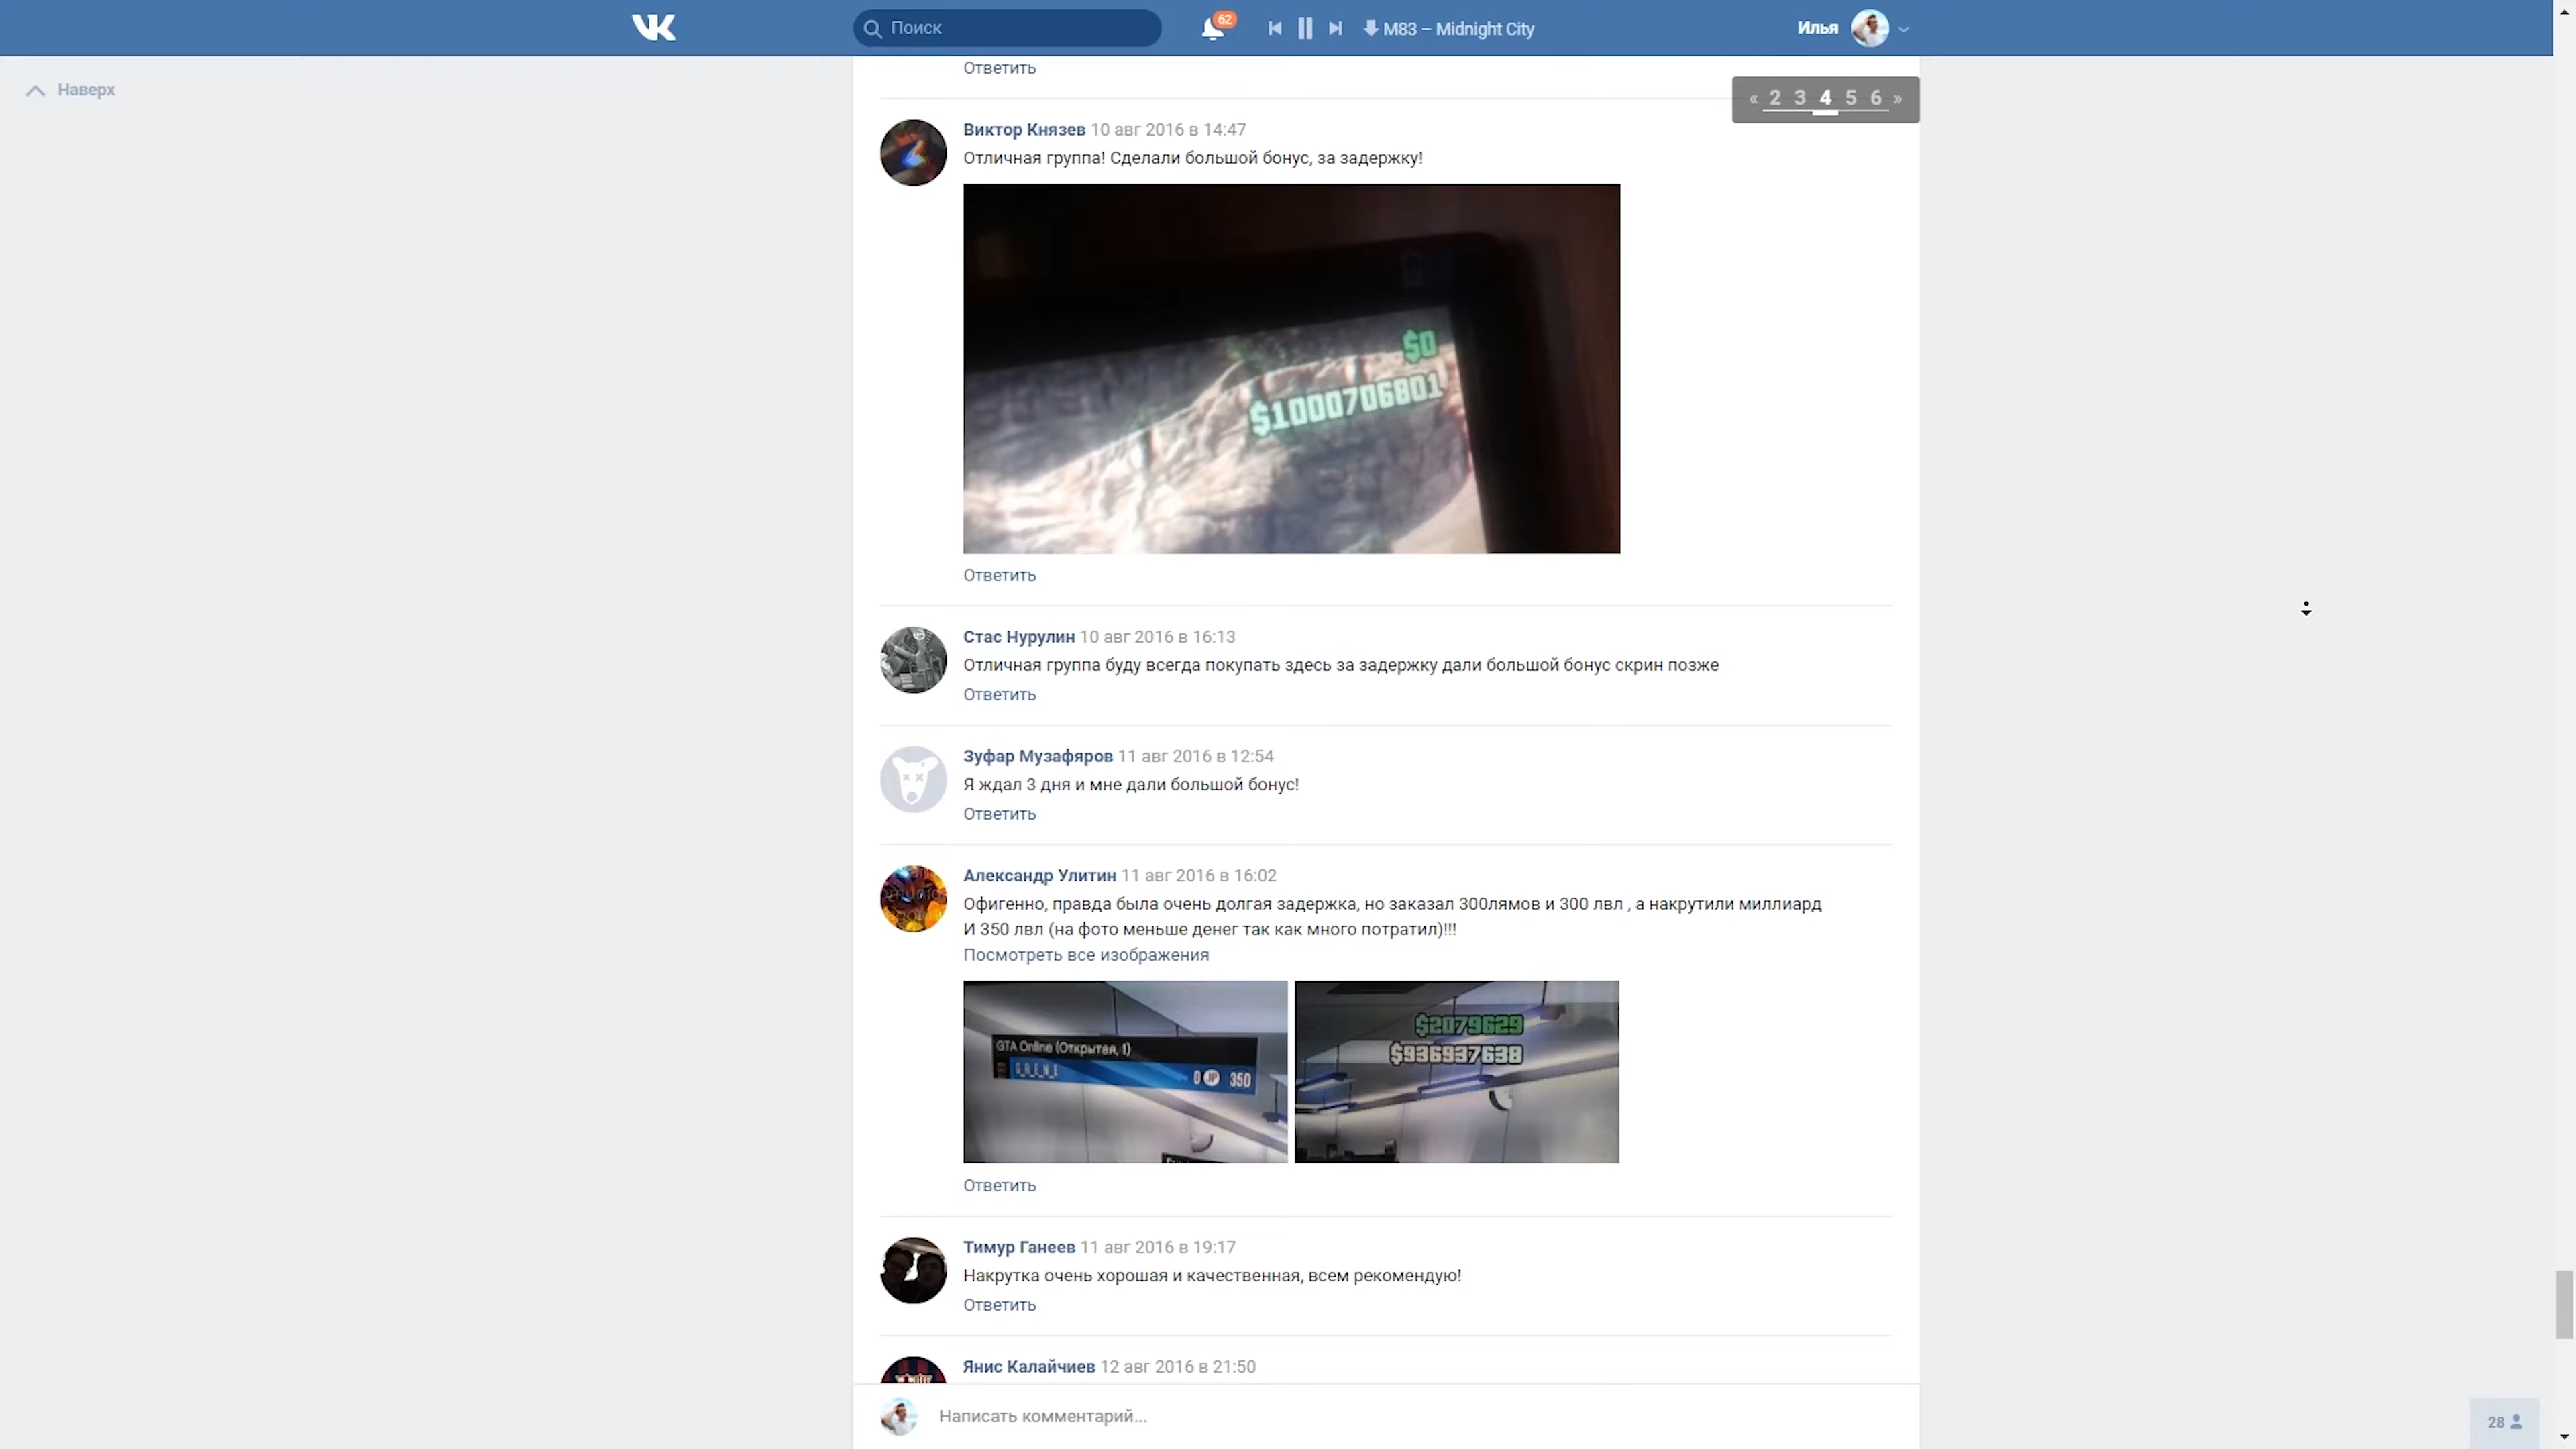 VK
Поиск
62
M83 – Midnight City
Илья
Наверх
Ответить
« 2 3 4 5 6 »
Виктор Князев 10 авг 2016 в 14:47
Отличная группа! Сделали большой бонус, за задержку!
$0
$1000706801
Ответить
Стас Нурулин 10 авг 2016 в 16:13
Отличная группа буду всегда покупать здесь за задержку дали большой бонус скрин позже
Ответить
Зуфар Музафяров 11 авг 2016 в 12:54
Я ждал 3 дня и мне дали большой бонус!
Ответить
Александр Улитин 11 авг 2016 в 16:02
Офигенно, правда была очень долгая задержка, но заказал 300лямов и 300 лвл , а накрутили миллиард
И 350 лвл (на фото меньше денег так как много потратил)!!!
Посмотреть все изображения
GTA Online (Открытая, 1)
G_R_E_N_E
0 JP 350
$2079629
$936937638
Ответить
Тимур Ганеев 11 авг 2016 в 19:17
Накрутка очень хорошая и качественная, всем рекомендую!
Ответить
Янис Калайчиев 12 авг 2016 в 21:50
Написать комментарий...
28